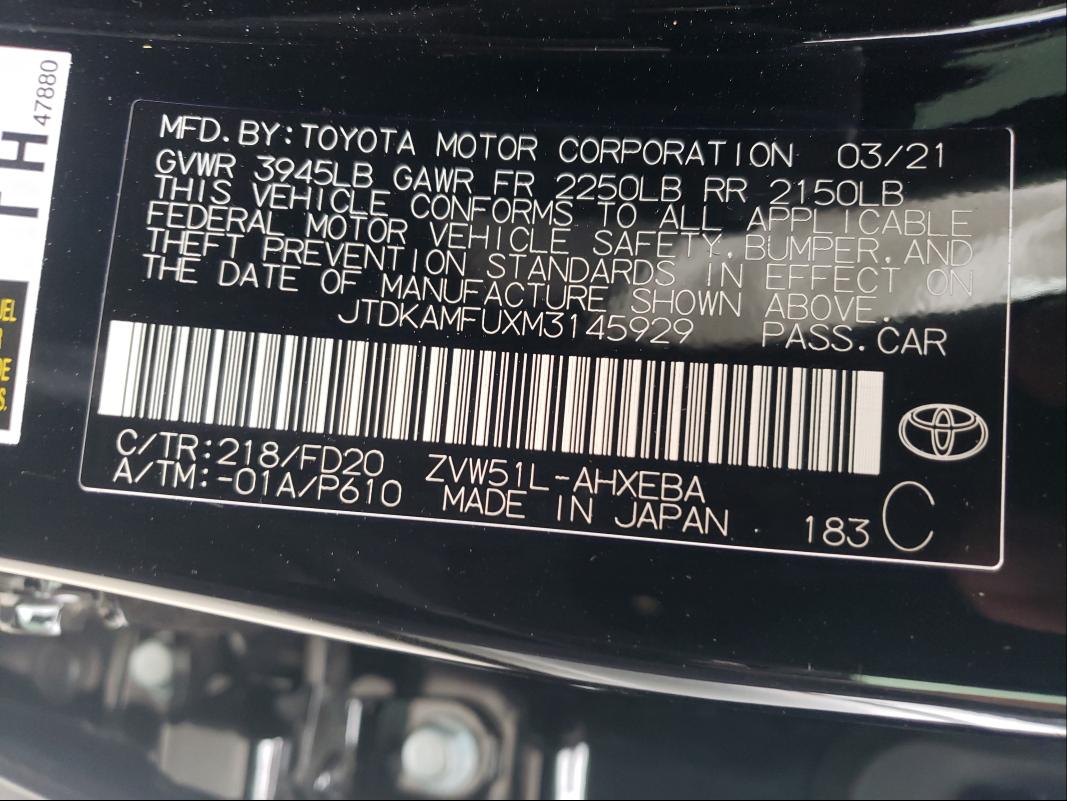 47880
TH
MFD.BY:TOYOTA MOTOR CORPORATION 03/21
GVWR 3945LB GAWR FR 2250LB RR 2150LB
THIS VEHICLE CONFORMS TO ALL APPLICABLE
FEDERAL MOTOR VEHICLE SAFETY,BUMPER,AND
THEFT PREVENTION STANDARDS IN EFFECT ON
THE DATE OF MANUFACTURE SHOWN ABOVE.
JTDKAMFUXM3145929 PASS.CAR
C/TR:218/FD20 ZVW51L-AHXEBA
A/TM:-01A/P610 MADE IN JAPAN 183 C